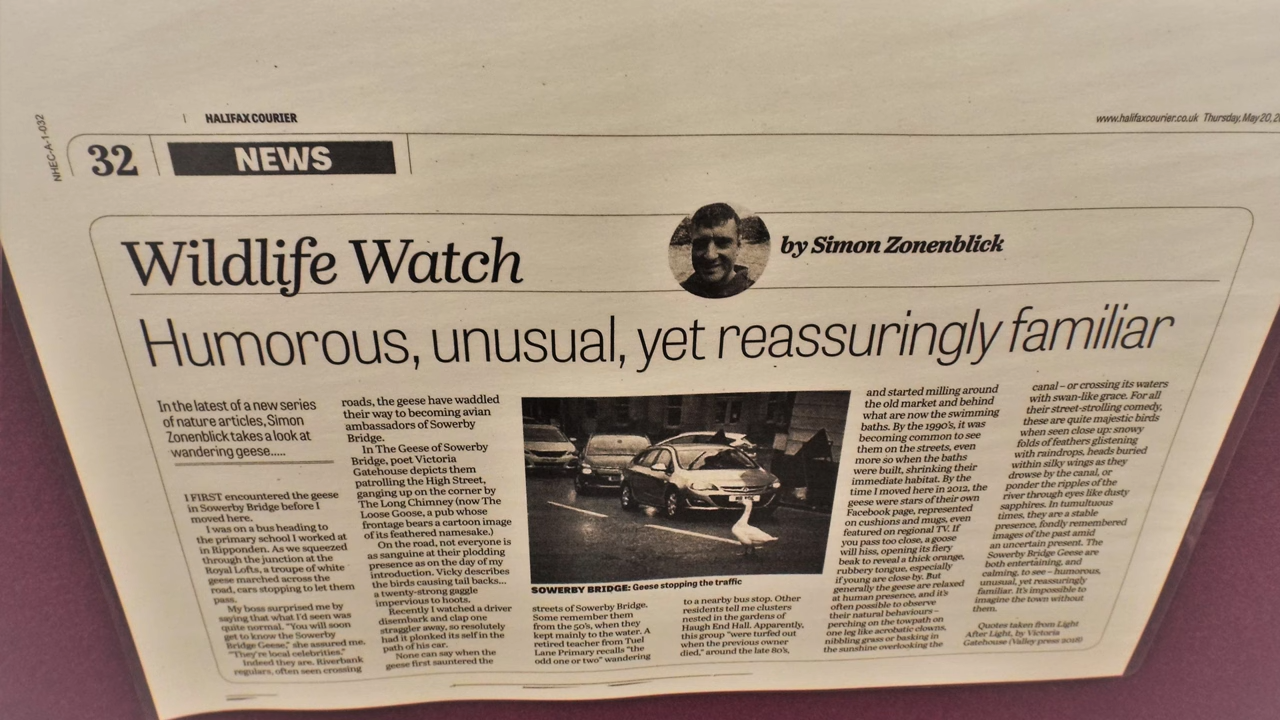 NHEC-A-1-032
HALIFAX COURIER
www.halifaxcourier.co.uk Thursday, May 20, 20
32
NEWS
Wildlife Watch
by Simon Zonenblick
Humorous, unusual, yet reassuringly familiar
In the latest of a new series
of nature articles, Simon
Zonenblick takes a look at
wandering geese.....
I FIRST encountered the geese
in Sowerby Bridge before I
moved here.
I was on a bus heading to
the primary school I worked at
in Ripponden. As we squeezed
through the junction at the
Royal Lofts, a troupe of white
geese marched across the
road, cars stopping to let them
pass.
My boss surprised me by
saying that what I'd seen was
quite normal. "You will soon
get to know the Sowerby
Bridge Geese," she assured me.
"They're local celebrities."
Indeed they are. Riverbank
regulars, often seen crossing
roads, the geese have waddled
their way to becoming avian
ambassadors of Sowerby
Bridge.
In The Geese of Sowerby
Bridge, poet Victoria
Gatehouse depicts them
patrolling the High Street,
ganging up on the corner by
The Long Chimney (now The
Loose Goose, a pub whose
frontage bears a cartoon image
of its feathered namesake.)
On the road, not everyone is
as sanguine at their plodding
presence as on the day of my
introduction. Vicky describes
the birds causing tail backs...
a twenty-strong gaggle
impervious to hoots.
Recently I watched a driver
disembark and clap one
straggler away, so resolutely
had it plonked its self in the
path of his car.
None can say when the
geese first sauntered the
SOWERBY BRIDGE: Geese stopping the traffic
streets of Sowerby Bridge.
Some remember them
from the 50's, when they
kept mainly to the water. A
retired teacher from Tuel
Lane Primary recalls "the
odd one or two" wandering
to a nearby bus stop. Other
residents tell me clusters
nested in the gardens of
Haugh End Hall. Apparently,
this group "were turfed out
when the previous owner
died," around the late 80's,
and started milling around
the old market and behind
what are now the swimming
baths. By the 1990's, it was
becoming common to see
them on the streets, even
more so when the baths
were built, shrinking their
immediate habitat. By the
time I moved here in 2012, the
geese were stars of their own
Facebook page, represented
on cushions and mugs, even
featured on regional TV. If
you pass too close, a goose
will hiss, opening its fiery
beak to reveal a thick orange,
rubbery tongue, especially
if young are close by. But
generally the geese are relaxed
at human presence, and it's
often possible to observe
their natural behaviours –
perching on the towpath on
one leg like acrobatic clowns,
nibbling grass or basking in
the sunshine overlooking the
canal – or crossing its waters
with swan-like grace. For all
their street-strolling comedy,
these are quite majestic birds
when seen close up: snowy
folds of feathers glistening
with raindrops, heads buried
within silky wings as they
drowse by the canal, or
ponder the ripples of the
river through eyes like dusty
sapphires. In tumultuous
times, they are a stable
presence, fondly remembered
images of the past amid
an uncertain present. The
Sowerby Bridge Geese are
both entertaining, and
calming, to see – humorous,
unusual, yet reassuringly
familiar. It's impossible to
imagine the town without
them.
Quotes taken from Light
After Light, by Victoria
Gatehouse (Valley press 2018)